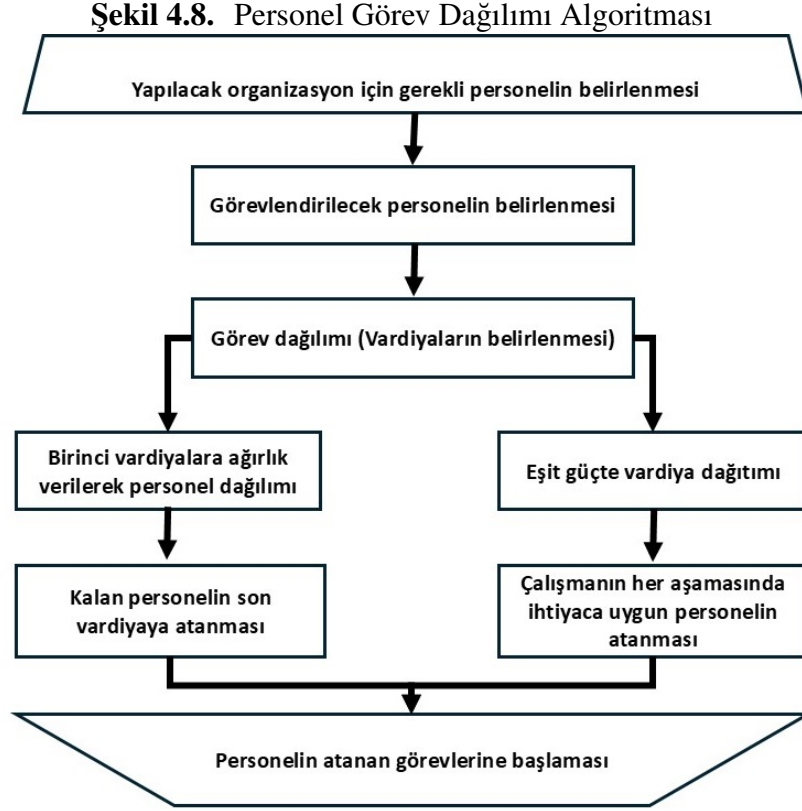 Şekil 4.8. Personel Görev Dağılımı Algoritması
Yapılacak organizasyon için gerekli personelin belirlenmesi
Görevlendirilecek personelin belirlenmesi
Görev dağılımı (Vardiyaların belirlenmesi)
Birinci vardiyalara ağırlık
verilerek personel dağılımı
Eşit güçte vardiya dağıtımı
Kalan personelin son
vardiyaya atanması
Çalışmanın her aşamasında
ihtiyaca uygun personelin
atanması
Personelin atanan görevlerine başlaması